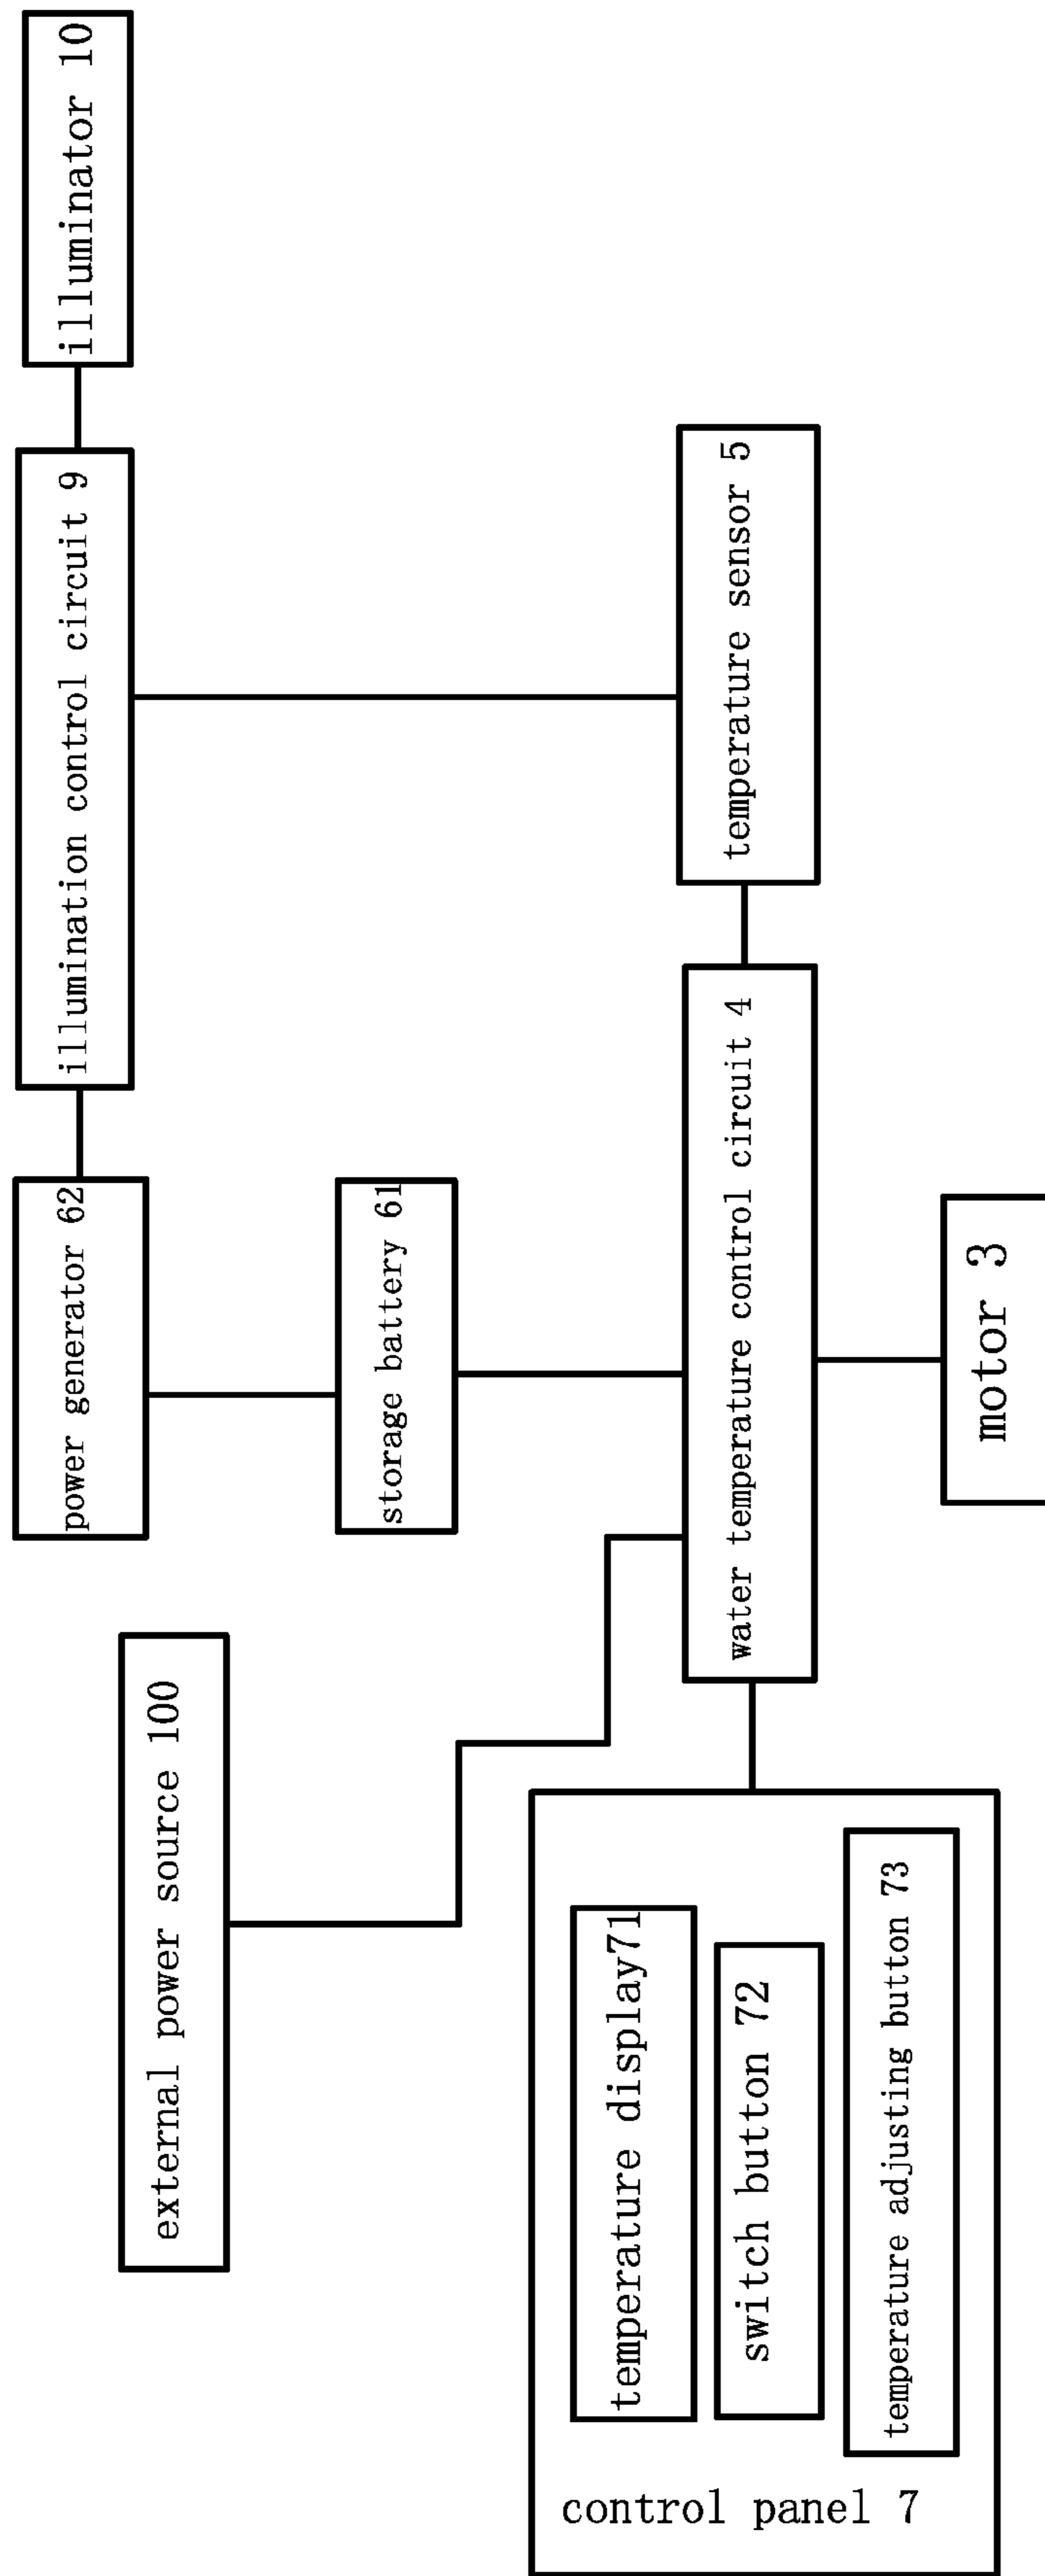 illuminator 10
illumination control circuit 9
power generator 62
storage battery 61
external power source 100
temperature sensor 5
water temperature control circuit 4
motor 3
temperature display71
switch button 72
temperature adjusting button 73
control panel 7